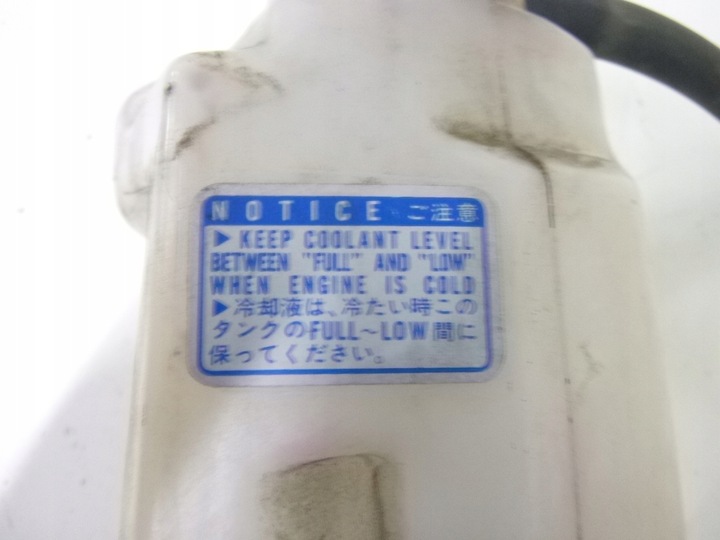 NOTICE ご注意
▶ KEEP COOLANT LEVEL
BETWEEN "FULL" AND "LOW"
WHEN ENGINE IS COLD
▶ 冷却液は、冷たい時この
タンクのFULL~LOW間に
保ってください。